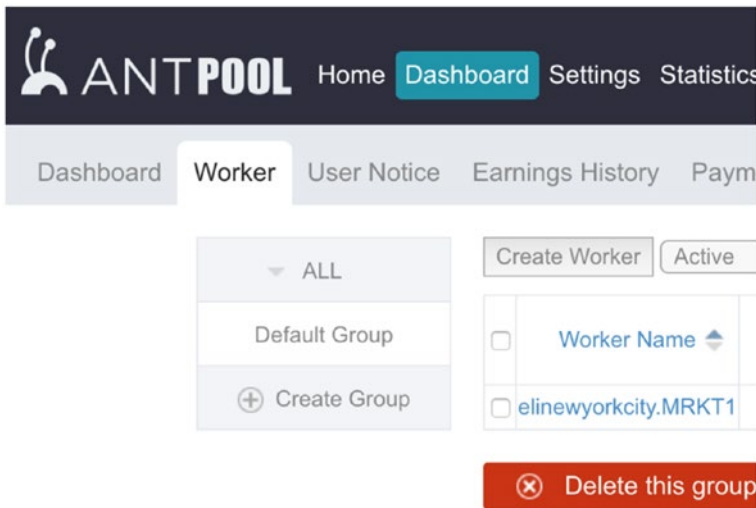 ANTPOOL Home Dashboard Settings Statistics
Dashboard Worker User Notice Earnings History
ALL
Default Group
Create Group
Create Worker Active
Worker Name
elinewyorkcity.MRKT1
Delete this group